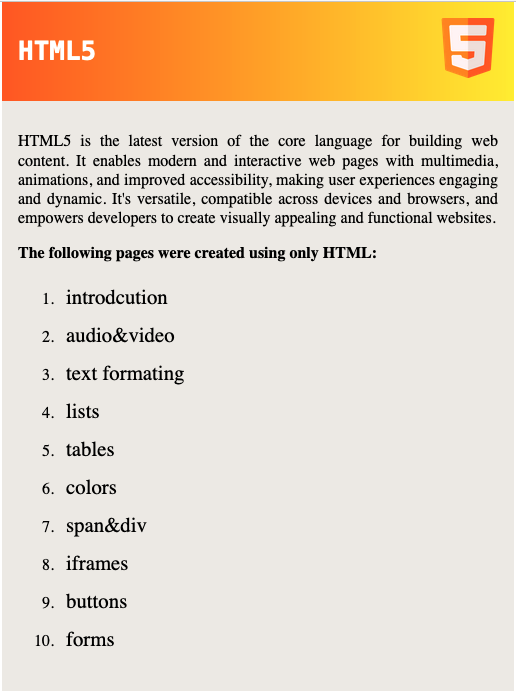 HTML5
5
HTML5 is the latest version of the core language for building web
content. It enables modern and interactive web pages with multimedia,
animations, and improved accessibility, making user experiences engaging
and dynamic. It's versatile, compatible across devices and browsers, and
empowers developers to create visually appealing and functional websites.
The following pages were created using only HTML:
1. introdcution
2. audio&video
3. text formating
4. lists
5. tables
6. colors
7. span&div
8. iframes
9. buttons
10. forms